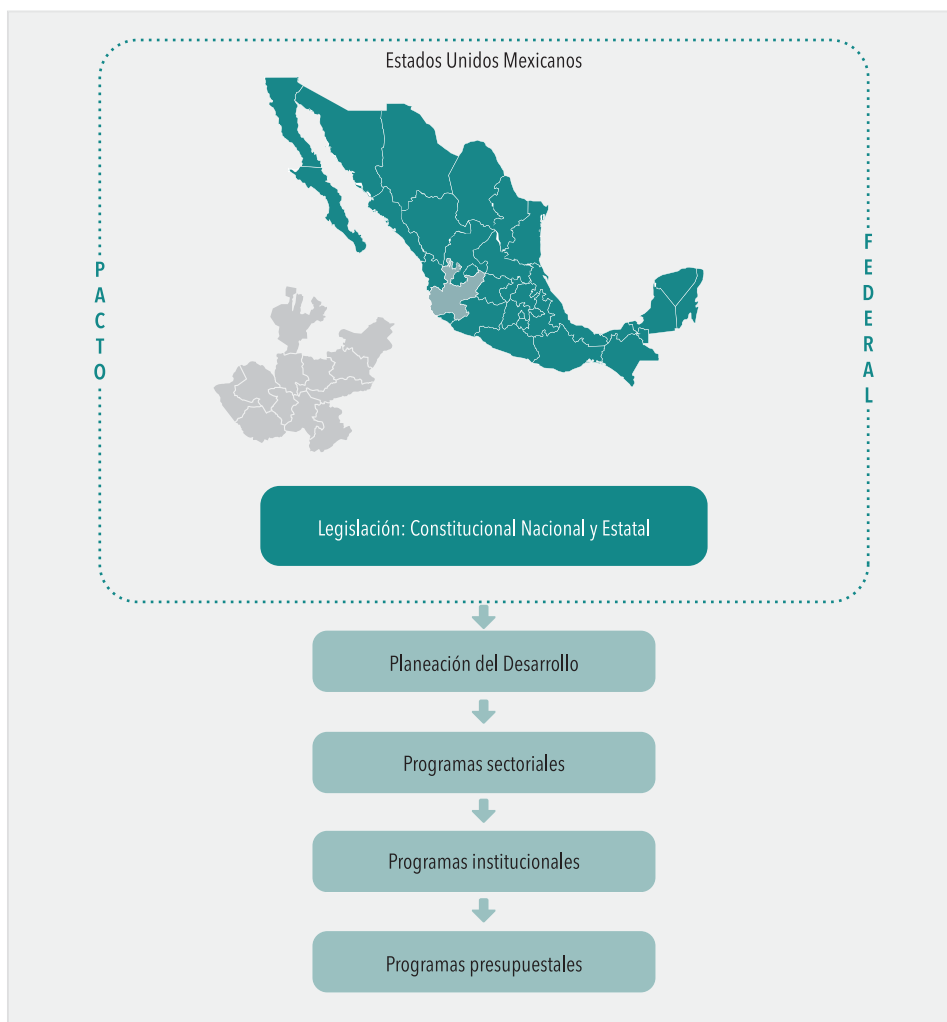 Estados Unidos Mexicanos
PACTO
FEDERAL
Legislación: Constitucional Nacional y Estatal
Planeación del Desarrollo
Programas sectoriales
Programas institucionales
Programas presupuestales